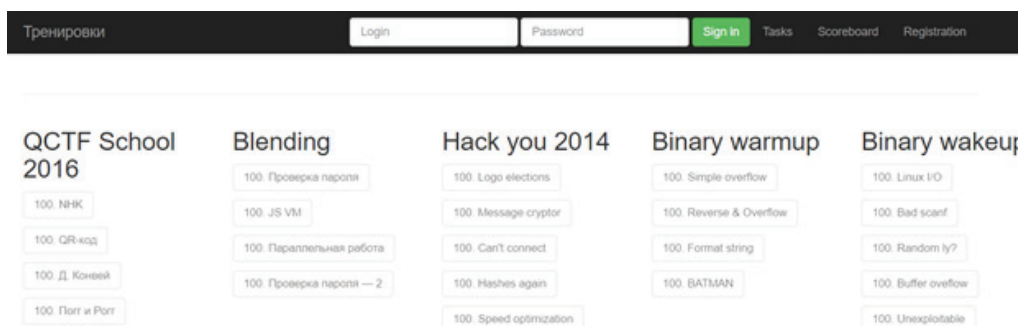 Тренировки Login Password Sign in Tasks Scoreboard Registration
QCTF School 2016
100. NHK
100. QR-код
100. Д. Конвей
100. Порг и Рогг
Blending
100. Проверка пароля
100. JS VM
100. Параллельная работа
100. Проверка пароля — 2
Hack you 2014
100. Logo elections
100. Message cryptor
100. Can't connect
100. Hashes again
100. Speed optimization
Binary warmup
100. Simple overflow
100. Reverse & Overflow
100. Format string
100. BATMAN
Binary wakeup
100. Linux I/O
100. Bad scanf
100. Random ly?
100. Buffer oveflow
100. Unexploitable